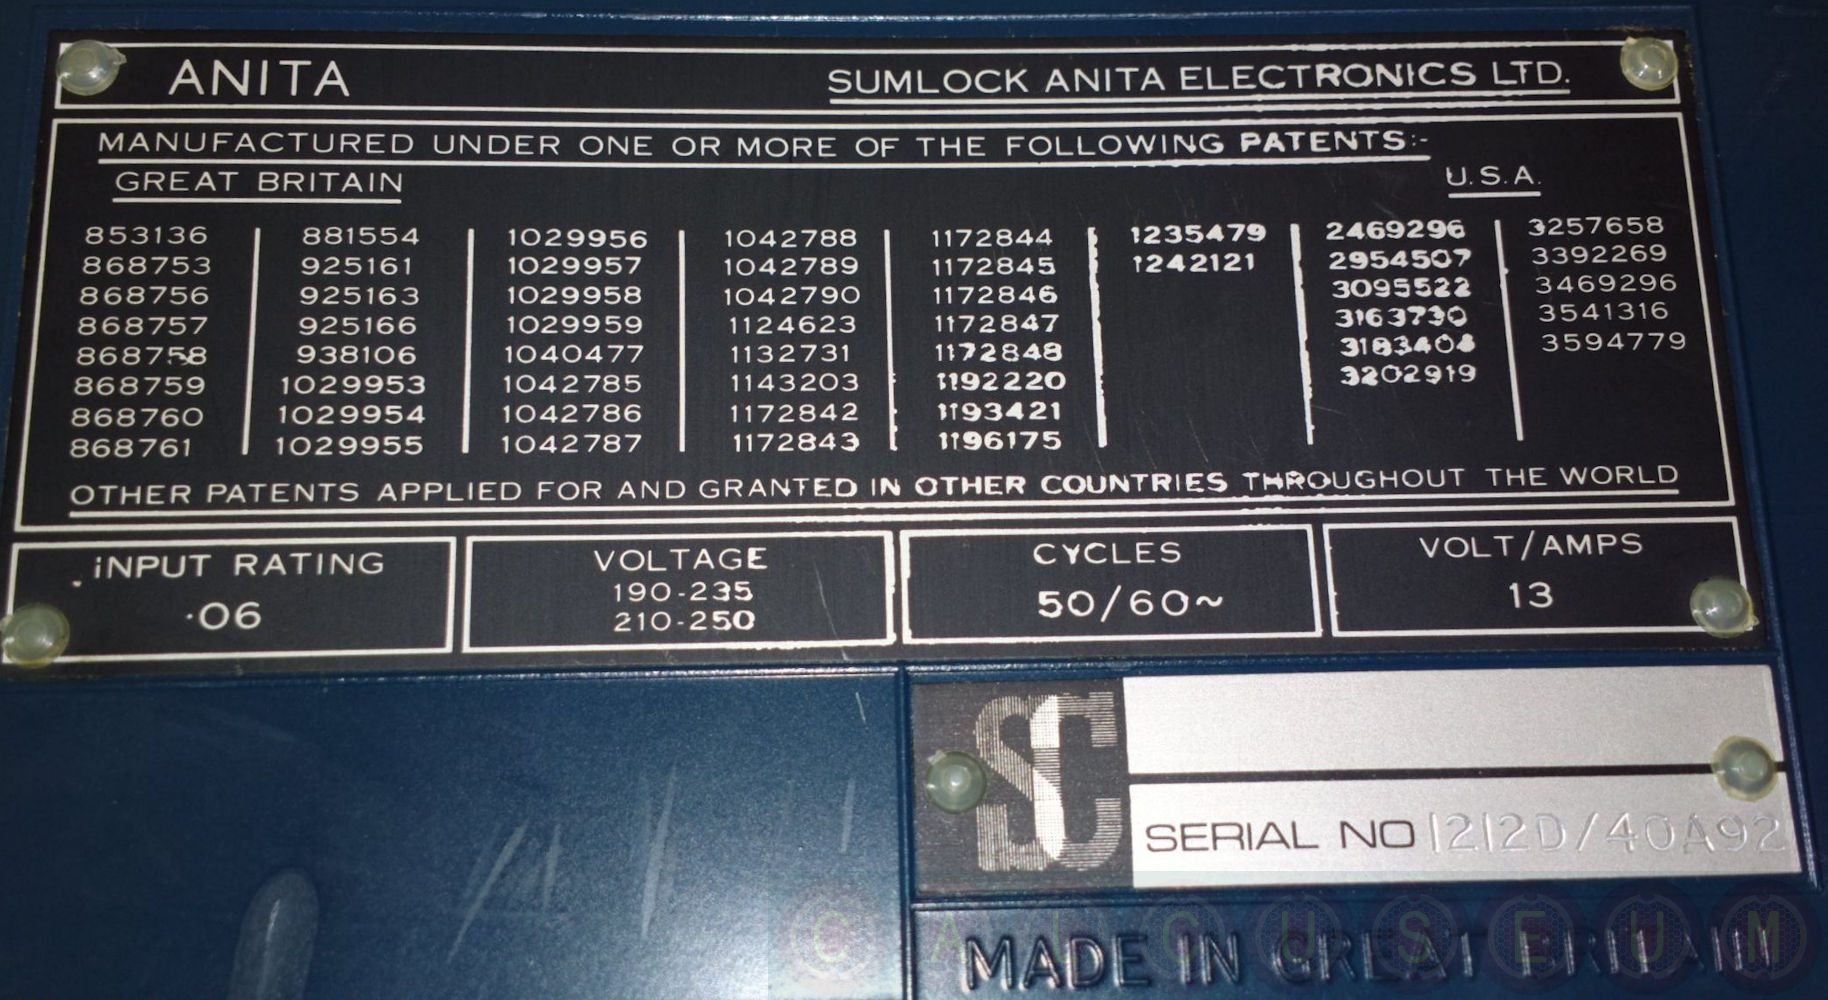 ANITA SUMLOCK ANITA ELECTRONICS LTD.
MANUFACTURED UNDER ONE OR MORE OF THE FOLLOWING PATENTS:-
GREAT BRITAIN U.S.A.
853136 881554 1029956 1042788 1172844 1235479 2469296 3257658
868753 925161 1029957 1042789 1172845 1242121 2954507 3392269
868756 925163 1029958 1042790 1172846 3095522 3469296
868757 925166 1029959 1124623 1172847 3163730 3541316
868758 938106 1040477 1132731 1172848 3183404 3594779
868759 1029953 1042785 1143203 1192220 3202919
868760 1029954 1042786 1172842 1193421
868761 1029955 1042787 1172843 1196175
OTHER PATENTS APPLIED FOR AND GRANTED IN OTHER COUNTRIES THROUGHOUT THE WORLD
INPUT RATING VOLTAGE CYCLES VOLT/AMPS
·06 190-235 50/60~ 13
210-250
SC
SERIAL NO 1212D/40A92
CALCUSEUM
MADE IN GREAT BRITAIN